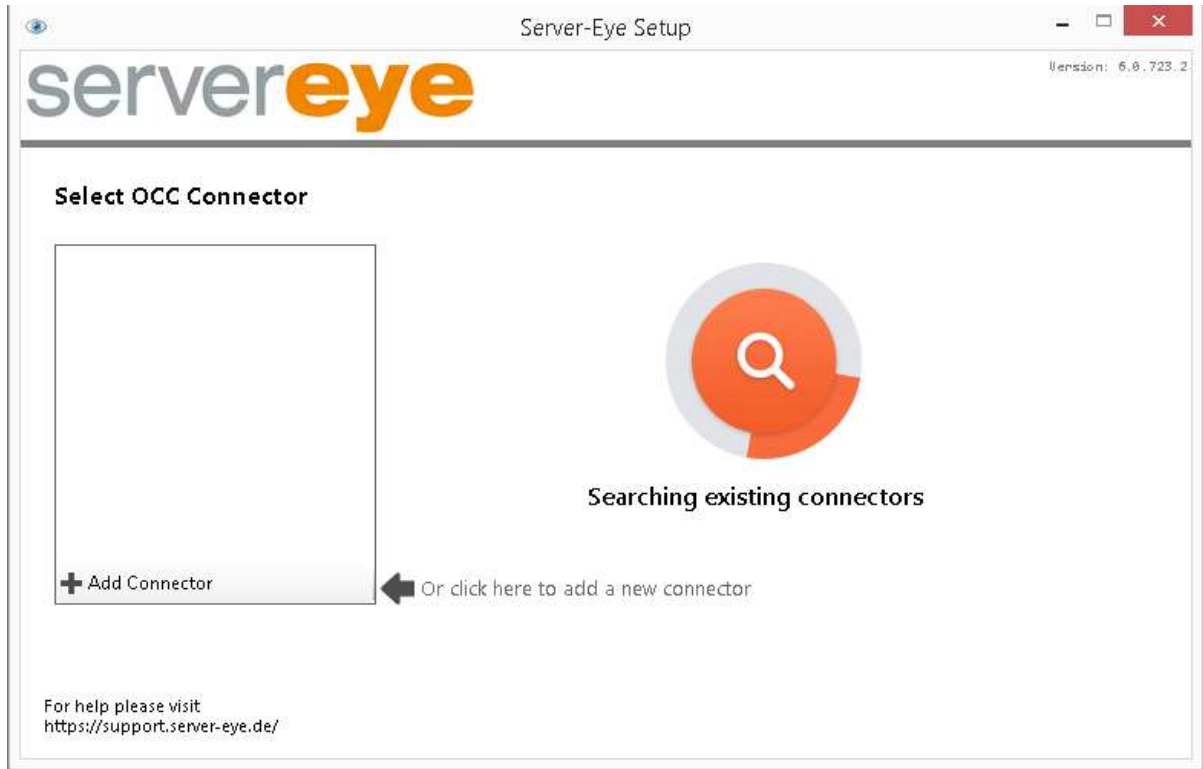 Server-Eye Setup
servereye
Version: 6.0.723.2
Select OCC Connector
Searching existing connectors
Add Connector
Or click here to add a new connector
For help please visit
https://support.server-eye.de/